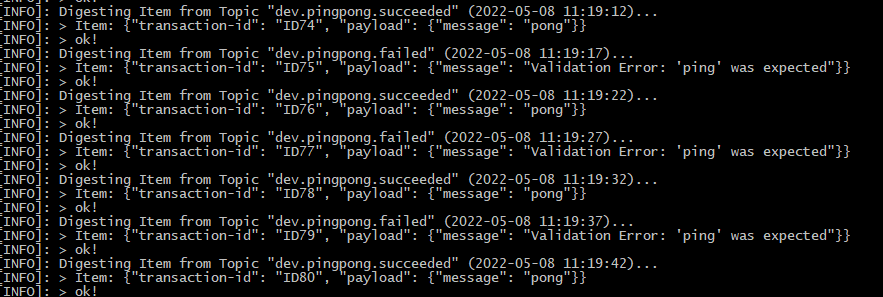 [INFO]: > ok!
[INFO]: Digesting Item from Topic "dev.pingpong.succeeded" (2022-05-08 11:19:12)...
[INFO]: > Item: {"transaction-id": "ID74", "payload": {"message": "pong"}}
[INFO]: > ok!
[INFO]: Digesting Item from Topic "dev.pingpong.failed" (2022-05-08 11:19:17)...
[INFO]: > Item: {"transaction-id": "ID75", "payload": {"message": "Validation Error: 'ping' was expected"}}
[INFO]: > ok!
[INFO]: Digesting Item from Topic "dev.pingpong.succeeded" (2022-05-08 11:19:22)...
[INFO]: > Item: {"transaction-id": "ID76", "payload": {"message": "pong"}}
[INFO]: > ok!
[INFO]: Digesting Item from Topic "dev.pingpong.failed" (2022-05-08 11:19:27)...
[INFO]: > Item: {"transaction-id": "ID77", "payload": {"message": "Validation Error: 'ping' was expected"}}
[INFO]: > ok!
[INFO]: Digesting Item from Topic "dev.pingpong.succeeded" (2022-05-08 11:19:32)...
[INFO]: > Item: {"transaction-id": "ID78", "payload": {"message": "pong"}}
[INFO]: > ok!
[INFO]: Digesting Item from Topic "dev.pingpong.failed" (2022-05-08 11:19:37)...
[INFO]: > Item: {"transaction-id": "ID79", "payload": {"message": "Validation Error: 'ping' was expected"}}
[INFO]: > ok!
[INFO]: Digesting Item from Topic "dev.pingpong.succeeded" (2022-05-08 11:19:42)...
[INFO]: > Item: {"transaction-id": "ID80", "payload": {"message": "pong"}}
[INFO]: > ok!